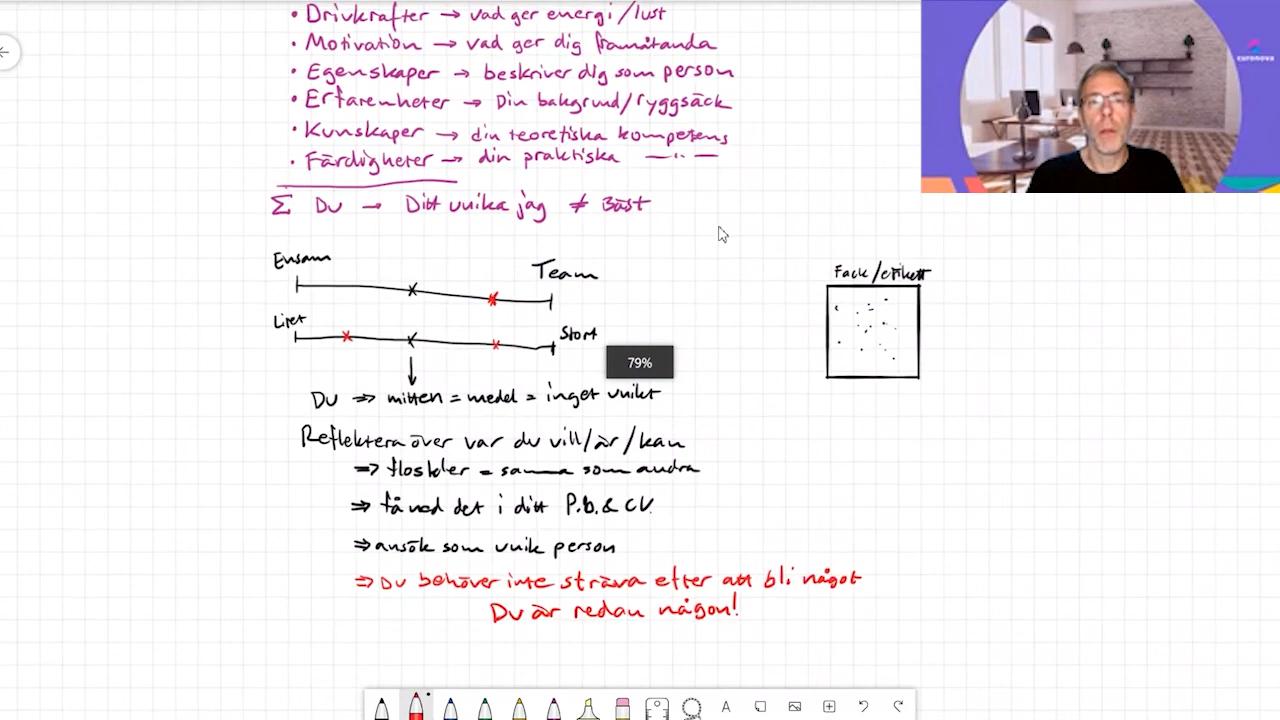 • Drivkrafter → vad ger energi/lust
• Motivation → vad ger dig framåtanda
• Egenskaper → beskriver dig som person
• Erfarenheter → Din bakgrund/ryggsäck
• Kunskaper → din teoretiska kompetens
• Färdigheter → din praktiska —..—
Σ Du → Ditt unika jag ≠ Bäst
Ensam
Team
Litet
Stort
Fack/etikett
79%
Du ⇒ mitten = medel = inget unikt
Reflektera över var du vill/är/kan
⇒ floskler = samma som andra
⇒ få ned det i ditt P.b. & CV.
⇒ ansök som unik person
⇒ Du behöver inte sträva efter att bli något
Du är redan någon!
euronova
A